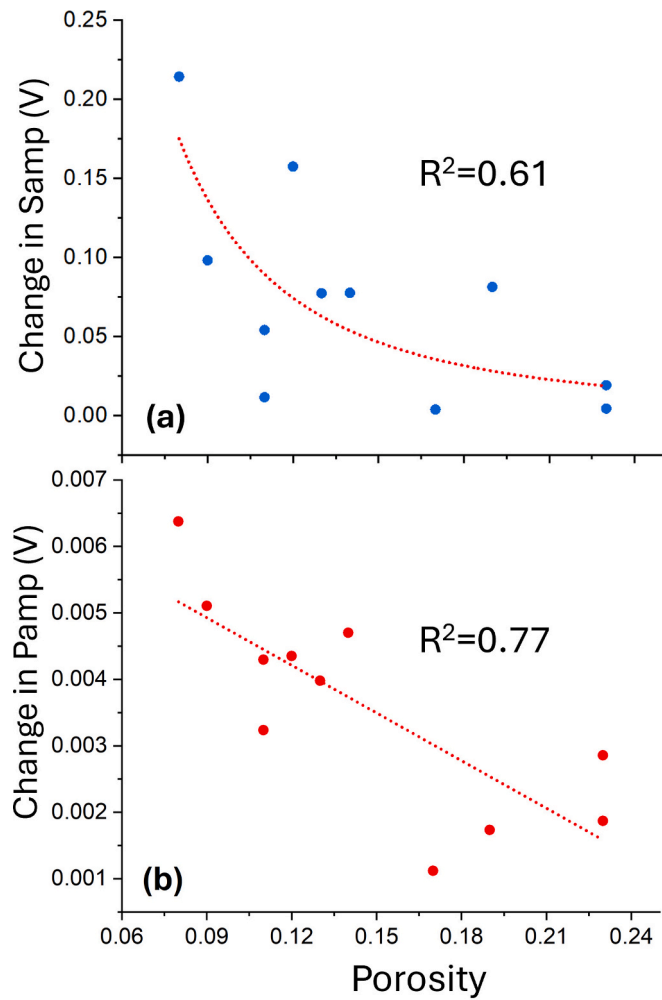 0.25
0.20
0.15
0.10
0.05
0.00
Change in Samp (V)
R²=0.61
(a)
0.007
0.006
0.005
0.004
0.003
0.002
0.001
Change in Pamp (V)
R²=0.77
(b)
0.06 0.09 0.12 0.15 0.18 0.21 0.24
Porosity